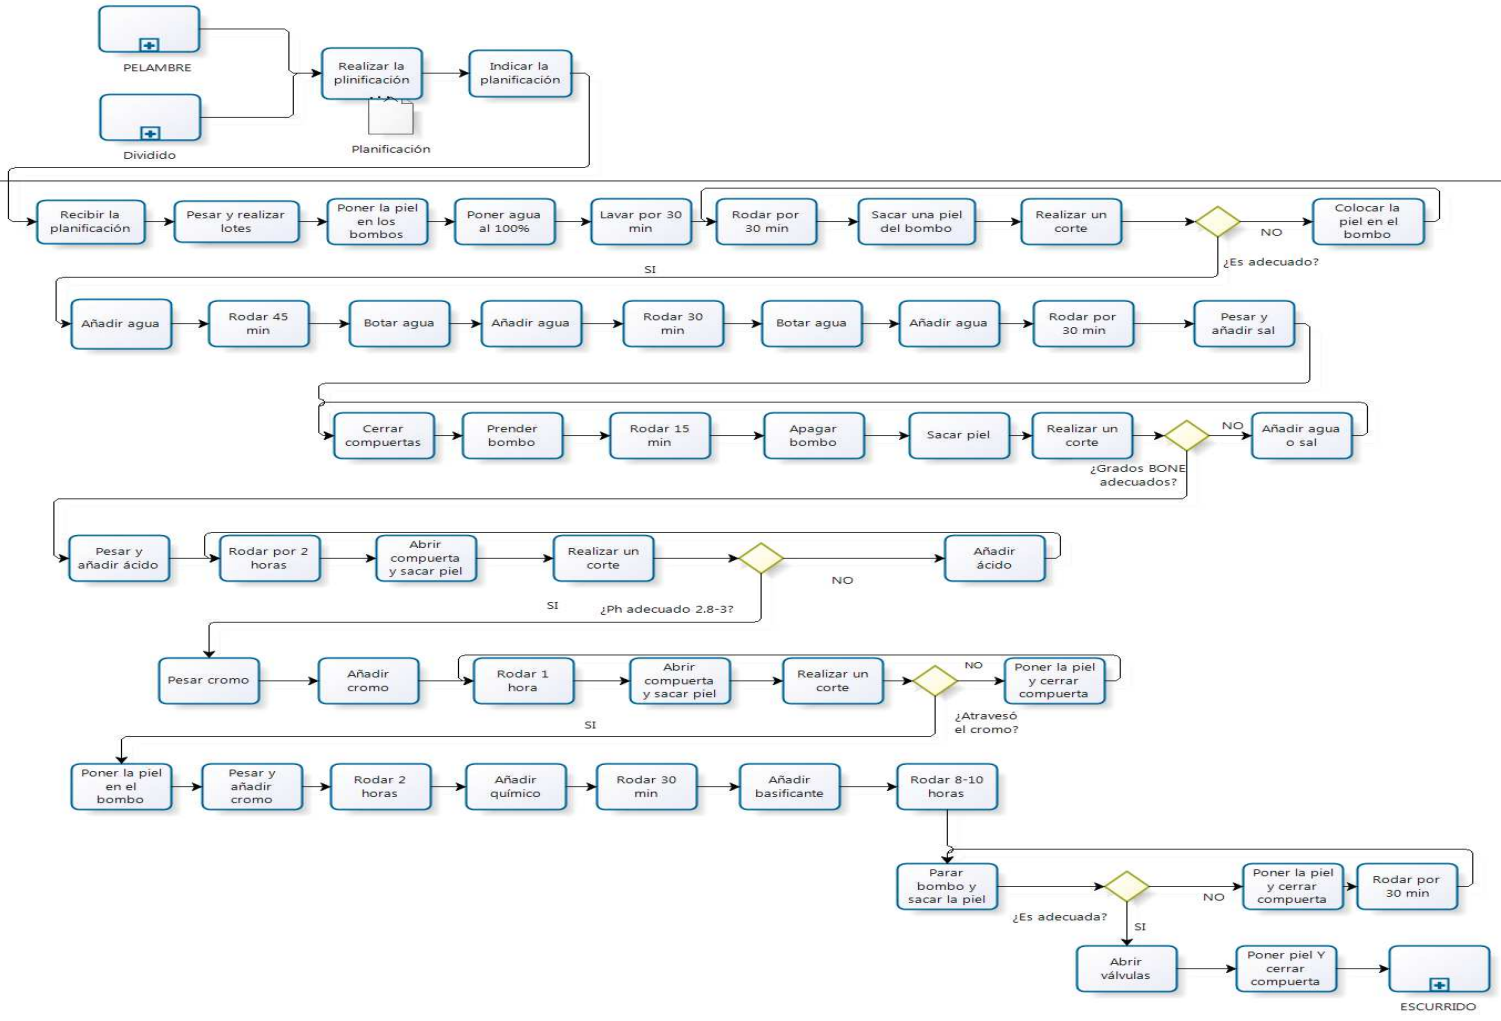 PELAMBRE
Realizar la
plinificación
Indicar la
planificación
Planificación
Dividido
Recibir la
planificación
Pesar y realizar
lotes
Poner la piel
en los
bombos
Poner agua
al 100%
Lavar por 30
min
Rodar por
30 min
Sacar una piel
del bombo
Realizar un
corte
NO
¿Es adecuado?
Colocar la
piel en el
bombo
SI
Añadir agua
Rodar 45
min
Botar agua
Añadir agua
Rodar 30
min
Botar agua
Añadir agua
Rodar por
30 min
Pesar y
añadir sal
Cerrar
compuertas
Prender
bombo
Rodar 15
min
Apagar
bombo
Sacar piel
Realizar un
corte
NO
¿Grados BONE
adecuados?
Añadir agua
o sal
Pesar y
añadir ácido
Rodar por 2
horas
Abrir
compuerta
y sacar piel
Realizar un
corte
NO
Añadir
ácido
SI
¿Ph adecuado 2.8-3?
Pesar cromo
Añadir
cromo
Rodar 1
hora
Abrir
compuerta
y sacar piel
Realizar un
corte
NO
Poner la piel
y cerrar
compuerta
¿Atravesó
el cromo?
SI
Poner la piel
en el
bombo
Pesar y
añadir
cromo
Rodar 2
horas
Añadir
químico
Rodar 30
min
Añadir
basificante
Rodar 8-10
horas
Parar
bombo y
sacar la piel
¿Es adecuada?
NO
Poner la piel
y cerrar
compuerta
Rodar por
30 min
SI
Abrir
válvulas
Poner piel Y
cerrar
compuerta
ESCURRIDO